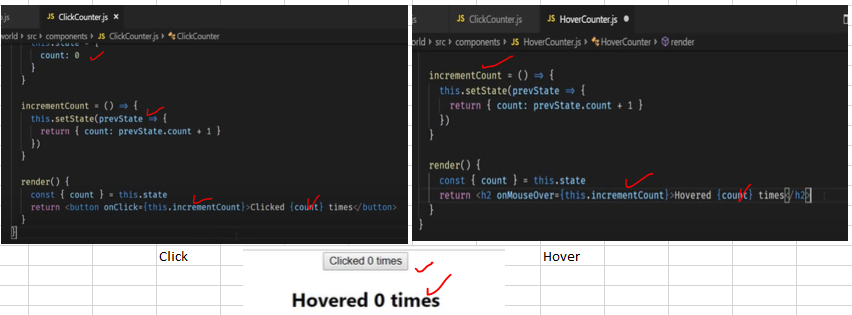 .js
JS ClickCounter.js ×
world > src > components > JS ClickCounter.js > ClickCounter
this.state = {
count: 0
}
}
incrementCount = () => {
this.setState(prevState => {
return { count: prevState.count + 1 }
})
}
render() {
const { count } = this.state
return <button onClick={this.incrementCount}>Clicked {count} times</button>
}
}
s
JS ClickCounter.js
JS HoverCounter.js ●
world > src > components > JS HoverCounter.js > HoverCounter > render
incrementCount = () => {
this.setState(prevState => {
return { count: prevState.count + 1 }
})
}
render() {
const { count } = this.state
return <h2 onMouseOver={this.incrementCount}>Hovered {count} times</h2>
}
}
Click
Hover
Clicked 0 times
Hovered 0 times